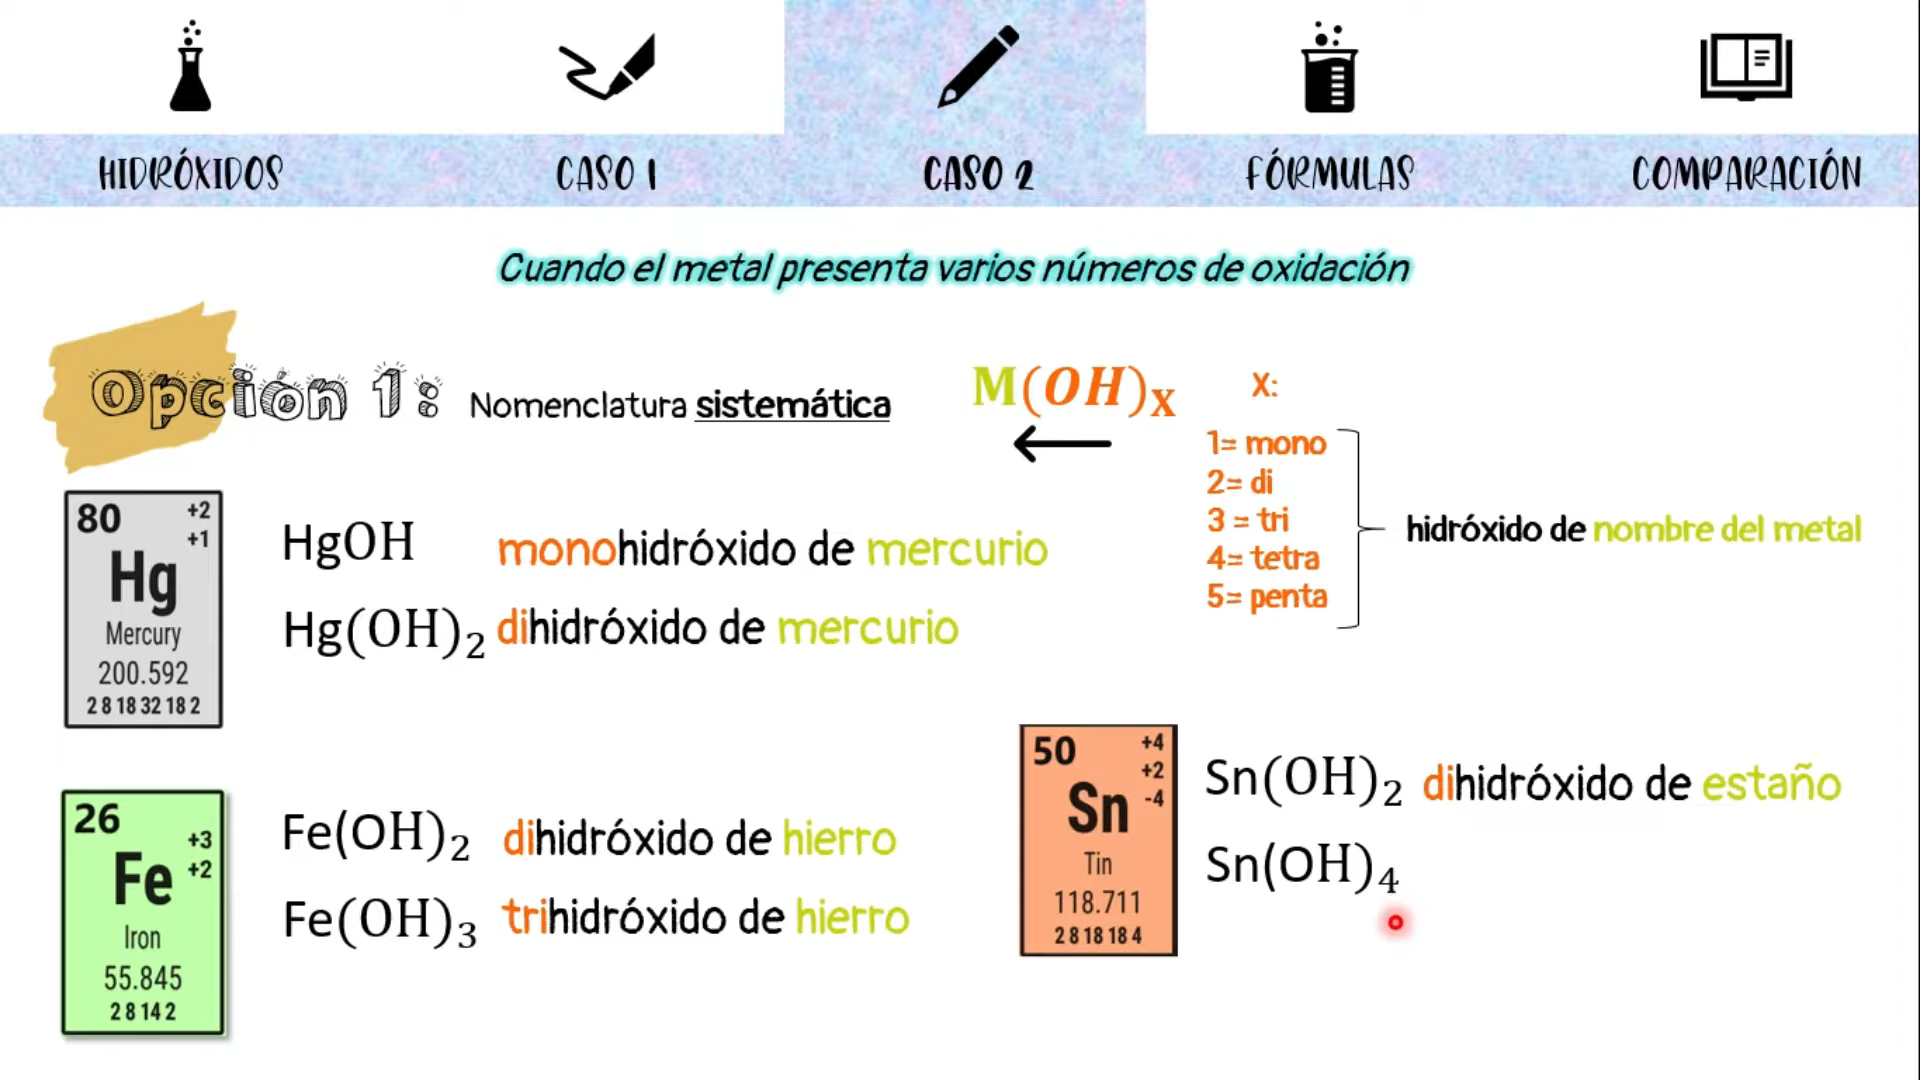 HIDRÓXIDOS
CASO 1
CASO 2
FÓRMULAS
COMPARACIÓN
Cuando el metal presenta varios números de oxidación
Opción 1: Nomenclatura sistemática
M(OH)x
X:
1= mono
2= di
3 = tri
4= tetra
5= penta
hidróxido de nombre del metal
80 +2
+1
Hg
Mercury
200.592
2 8 18 32 18 2
HgOH monohidróxido de mercurio
Hg(OH)₂ dihidróxido de mercurio
26
+3
+2
Fe
Iron
55.845
2 8 14 2
Fe(OH)₂ dihidróxido de hierro
Fe(OH)₃ trihidróxido de hierro
50 +4
+2
-4
Sn
Tin
118.711
2 8 18 18 4
Sn(OH)₂ dihidróxido de estaño
Sn(OH)₄